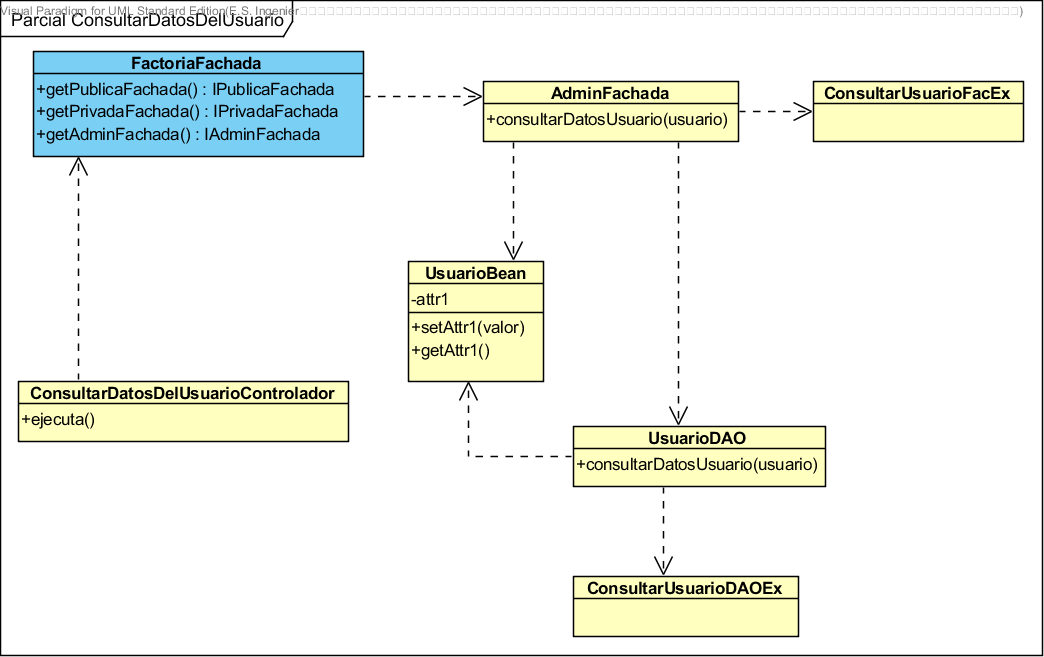 Visual Paradigm for UML Standard Edition(E.S. Ingenier
Parcial ConsultarDatosDelUsuario
FactoriaFachada
+getPublicaFachada() : IPublicaFachada
+getPrivadaFachada() : IPrivadaFachada
+getAdminFachada() : IAdminFachada
AdminFachada
+consultarDatosUsuario(usuario)
ConsultarUsuarioFacEx
UsuarioBean
-attr1
+setAttr1(valor)
+getAttr1()
ConsultarDatosDelUsuarioControlador
+ejecuta()
UsuarioDAO
+consultarDatosUsuario(usuario)
ConsultarUsuarioDAOEx